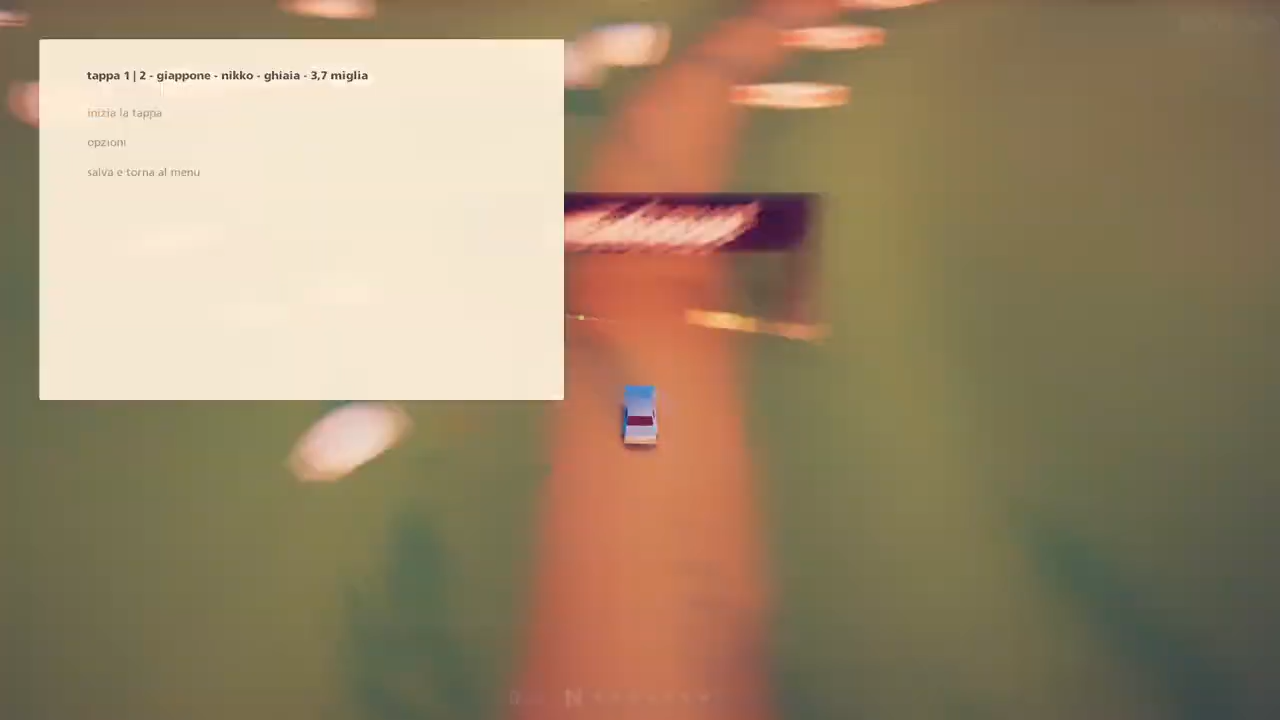 tappa 1 | 2 - giappone - nikko - ghiaia - 3,7 miglia
inizia la tappa
opzioni
salva e torna al menu
N